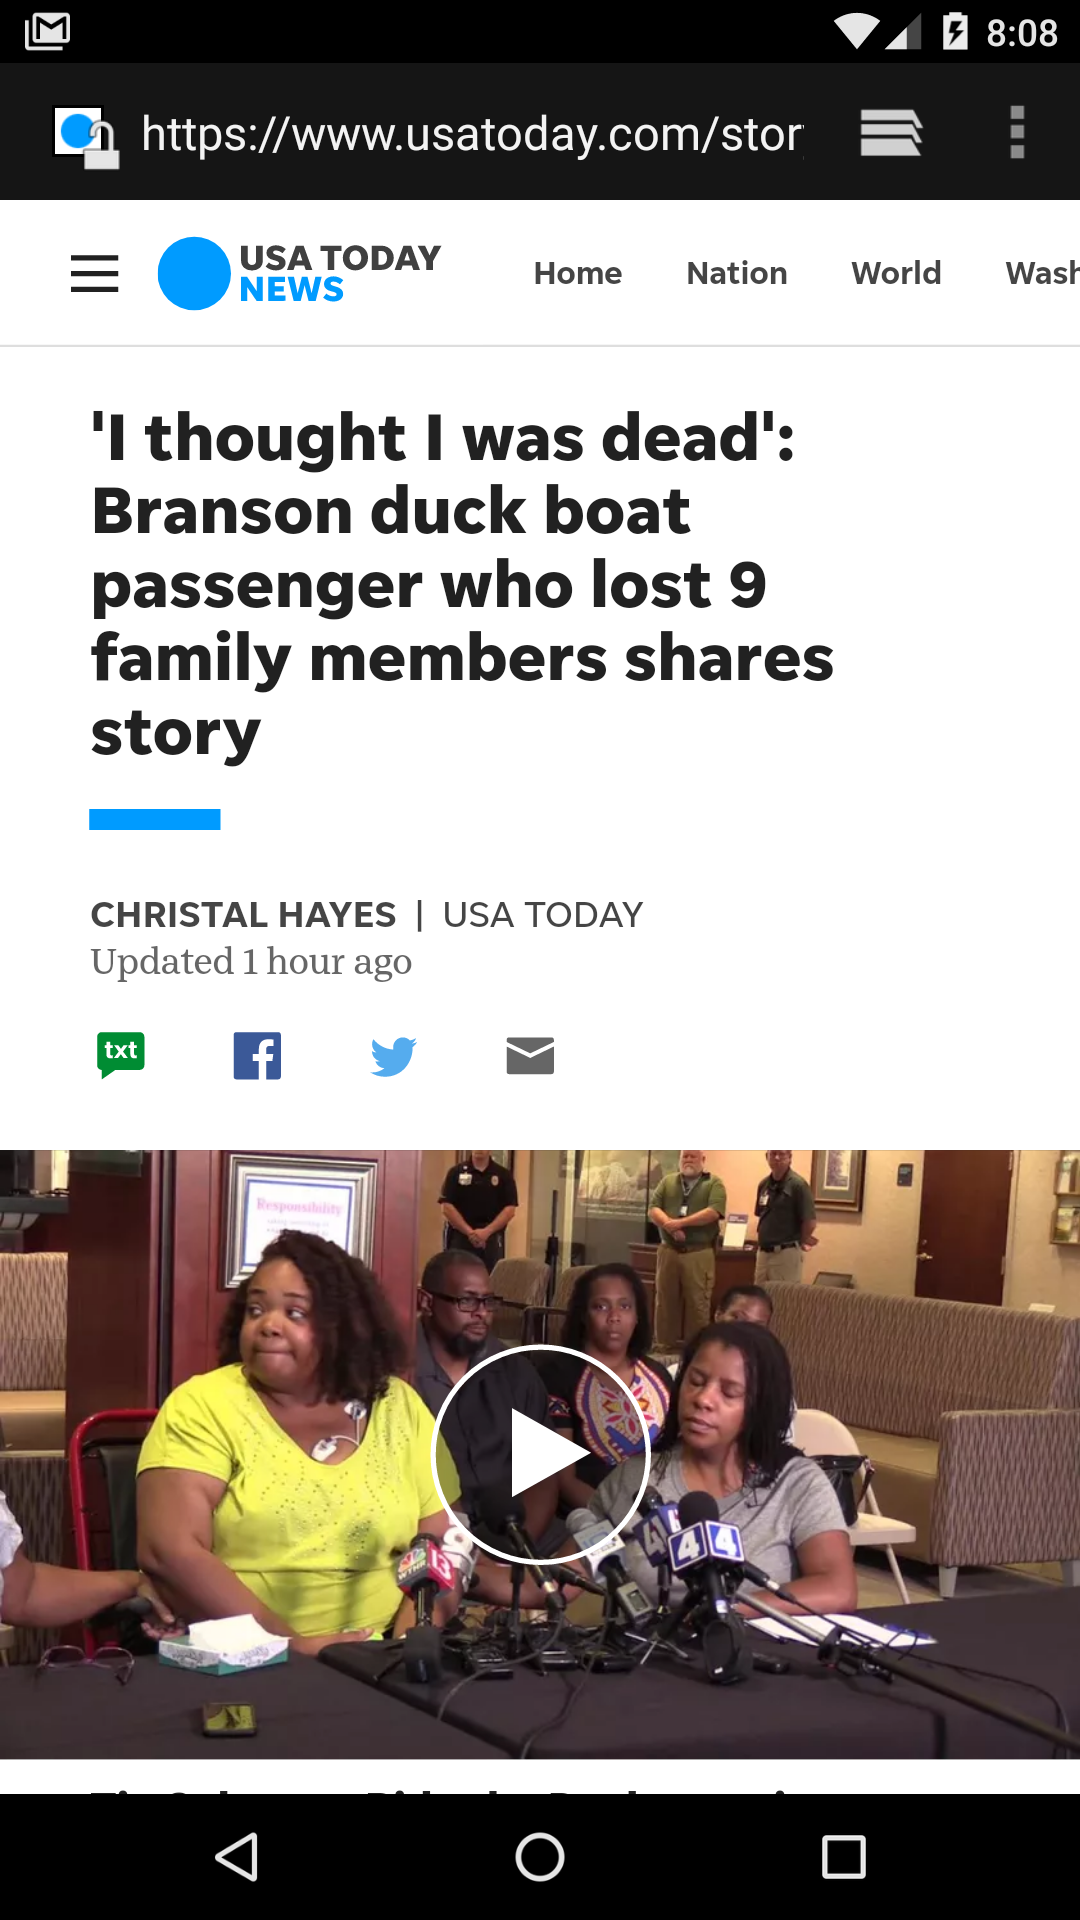 8:08
https://www.usatoday.com/stor
USA TODAY
NEWS
Home Nation World Wash
'I thought I was dead':
Branson duck boat
passenger who lost 9
family members shares
story
CHRISTAL HAYES | USA TODAY
Updated 1 hour ago
txt
Responsibility
13
4 4